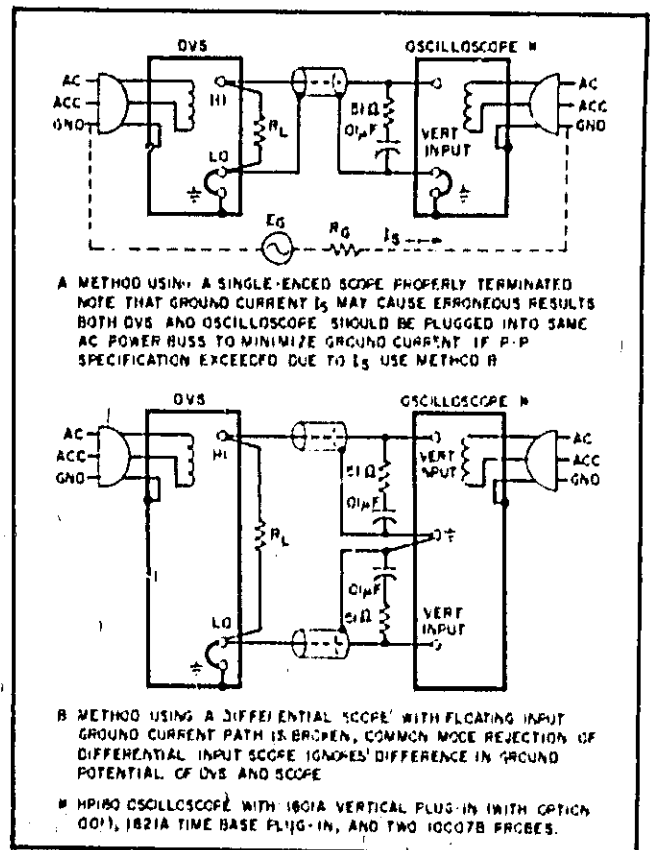 DVS
OSCILLOSCOPE *
AC
ACC
GND
HI
RL
LO
51Ω
.01µF
VERT
INPUT
AC
ACC
GND
EG
RG
IS
A METHOD USING A SINGLE-ENDED SCOPE PROPERLY TERMINATED
NOTE THAT GROUND CURRENT IS MAY CAUSE ERRONEOUS RESULTS
BOTH DVS AND OSCILLOSCOPE SHOULD BE PLUGGED INTO SAME
AC POWER BUSS TO MINIMIZE GROUND CURRENT IF P-P
SPECIFICATION EXCEEDED DUE TO IS USE METHOD B
DVS
OSCILLOSCOPE *
AC
ACC
GND
HI
RL
LO
51Ω
.01µF
.01µF
51Ω
VERT
INPUT
VERT
INPUT
AC
ACC
GND
B METHOD USING A DIFFERENTIAL SCOPE WITH FLOATING INPUT
GROUND CURRENT PATH IS BROKEN, COMMON MODE REJECTION OF
DIFFERENTIAL INPUT SCOPE IGNORES DIFFERENCE IN GROUND
POTENTIAL OF DVS AND SCOPE
* HP180 OSCILLOSCOPE WITH 1801A VERTICAL PLUG-IN (WITH OPTION
001), 1821A TIME BASE PLUG-IN, AND TWO 10007B PROBES.